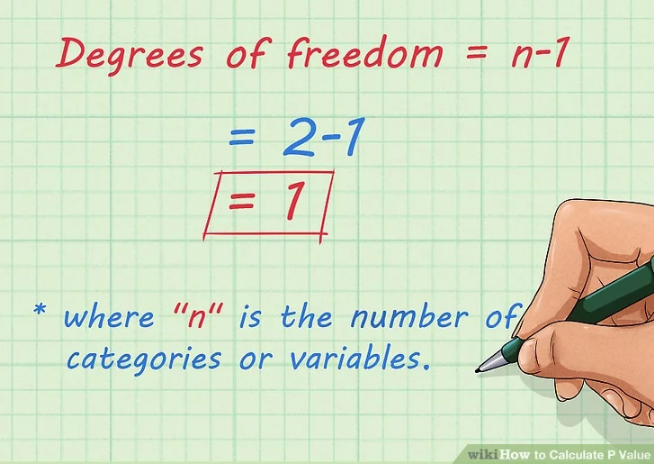 Degrees of freedom = n-1
= 2-1
= 1
* where "n" is the number of
categories or variables.
wikiHow to Calculate P Value